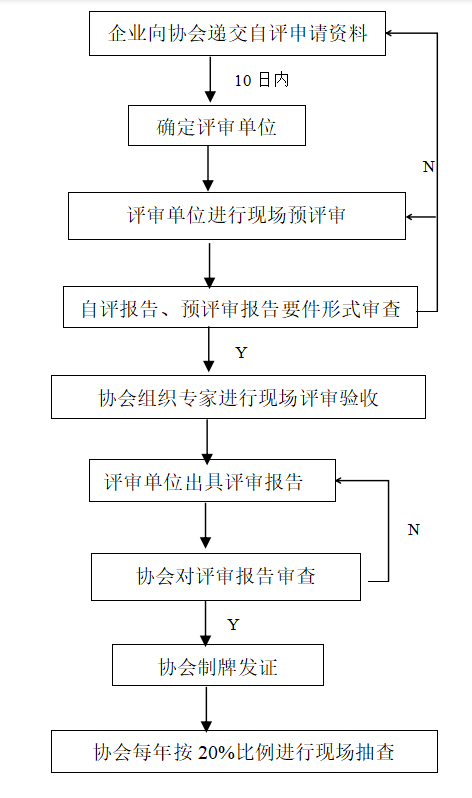 企业向协会递交自评申请资料
10 日内
确定评审单位
N
评审单位进行现场预评审
自评报告、预评审报告要件形式审查
Y
协会组织专家进行现场评审验收
评审单位出具评审报告
N
协会对评审报告审查
Y
协会制牌发证
协会每年按 20%比例进行现场抽查